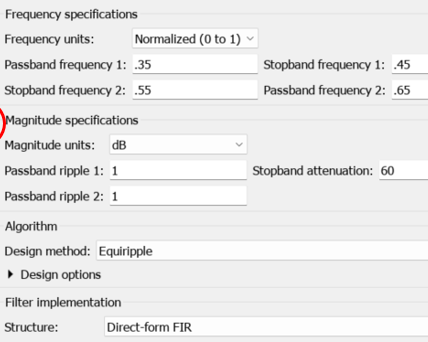 Frequency specifications
Frequency units: Normalized (0 to 1)
Passband frequency 1: .35 Stopband frequency 1: .45
Stopband frequency 2: .55 Passband frequency 2: .65
Magnitude specifications
Magnitude units: dB
Passband ripple 1: 1 Stopband attenuation: 60
Passband ripple 2: 1
Algorithm
Design method: Equiripple
Design options
Filter implementation
Structure: Direct-form FIR